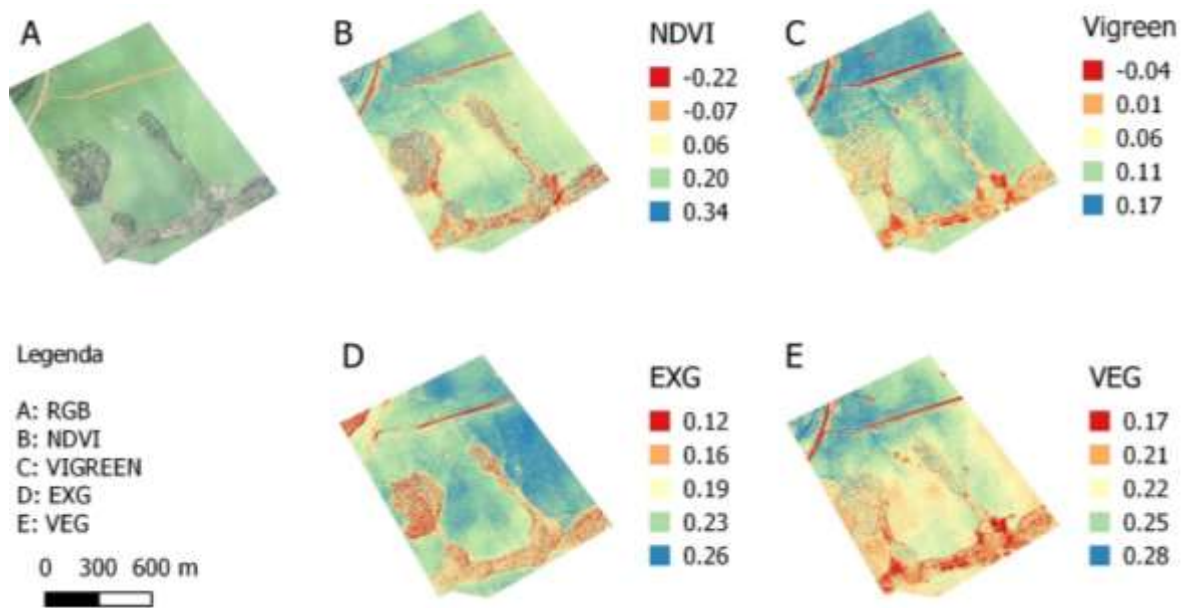 A
B
NDVI
-0.22
-0.07
0.06
0.20
0.34
C
Vigreen
-0.04
0.01
0.06
0.11
0.17
Legenda
A: RGB
B: NDVI
C: VIGREEN
D: EXG
E: VEG
0 300 600 m
D
EXG
0.12
0.16
0.19
0.23
0.26
E
VEG
0.17
0.21
0.22
0.25
0.28